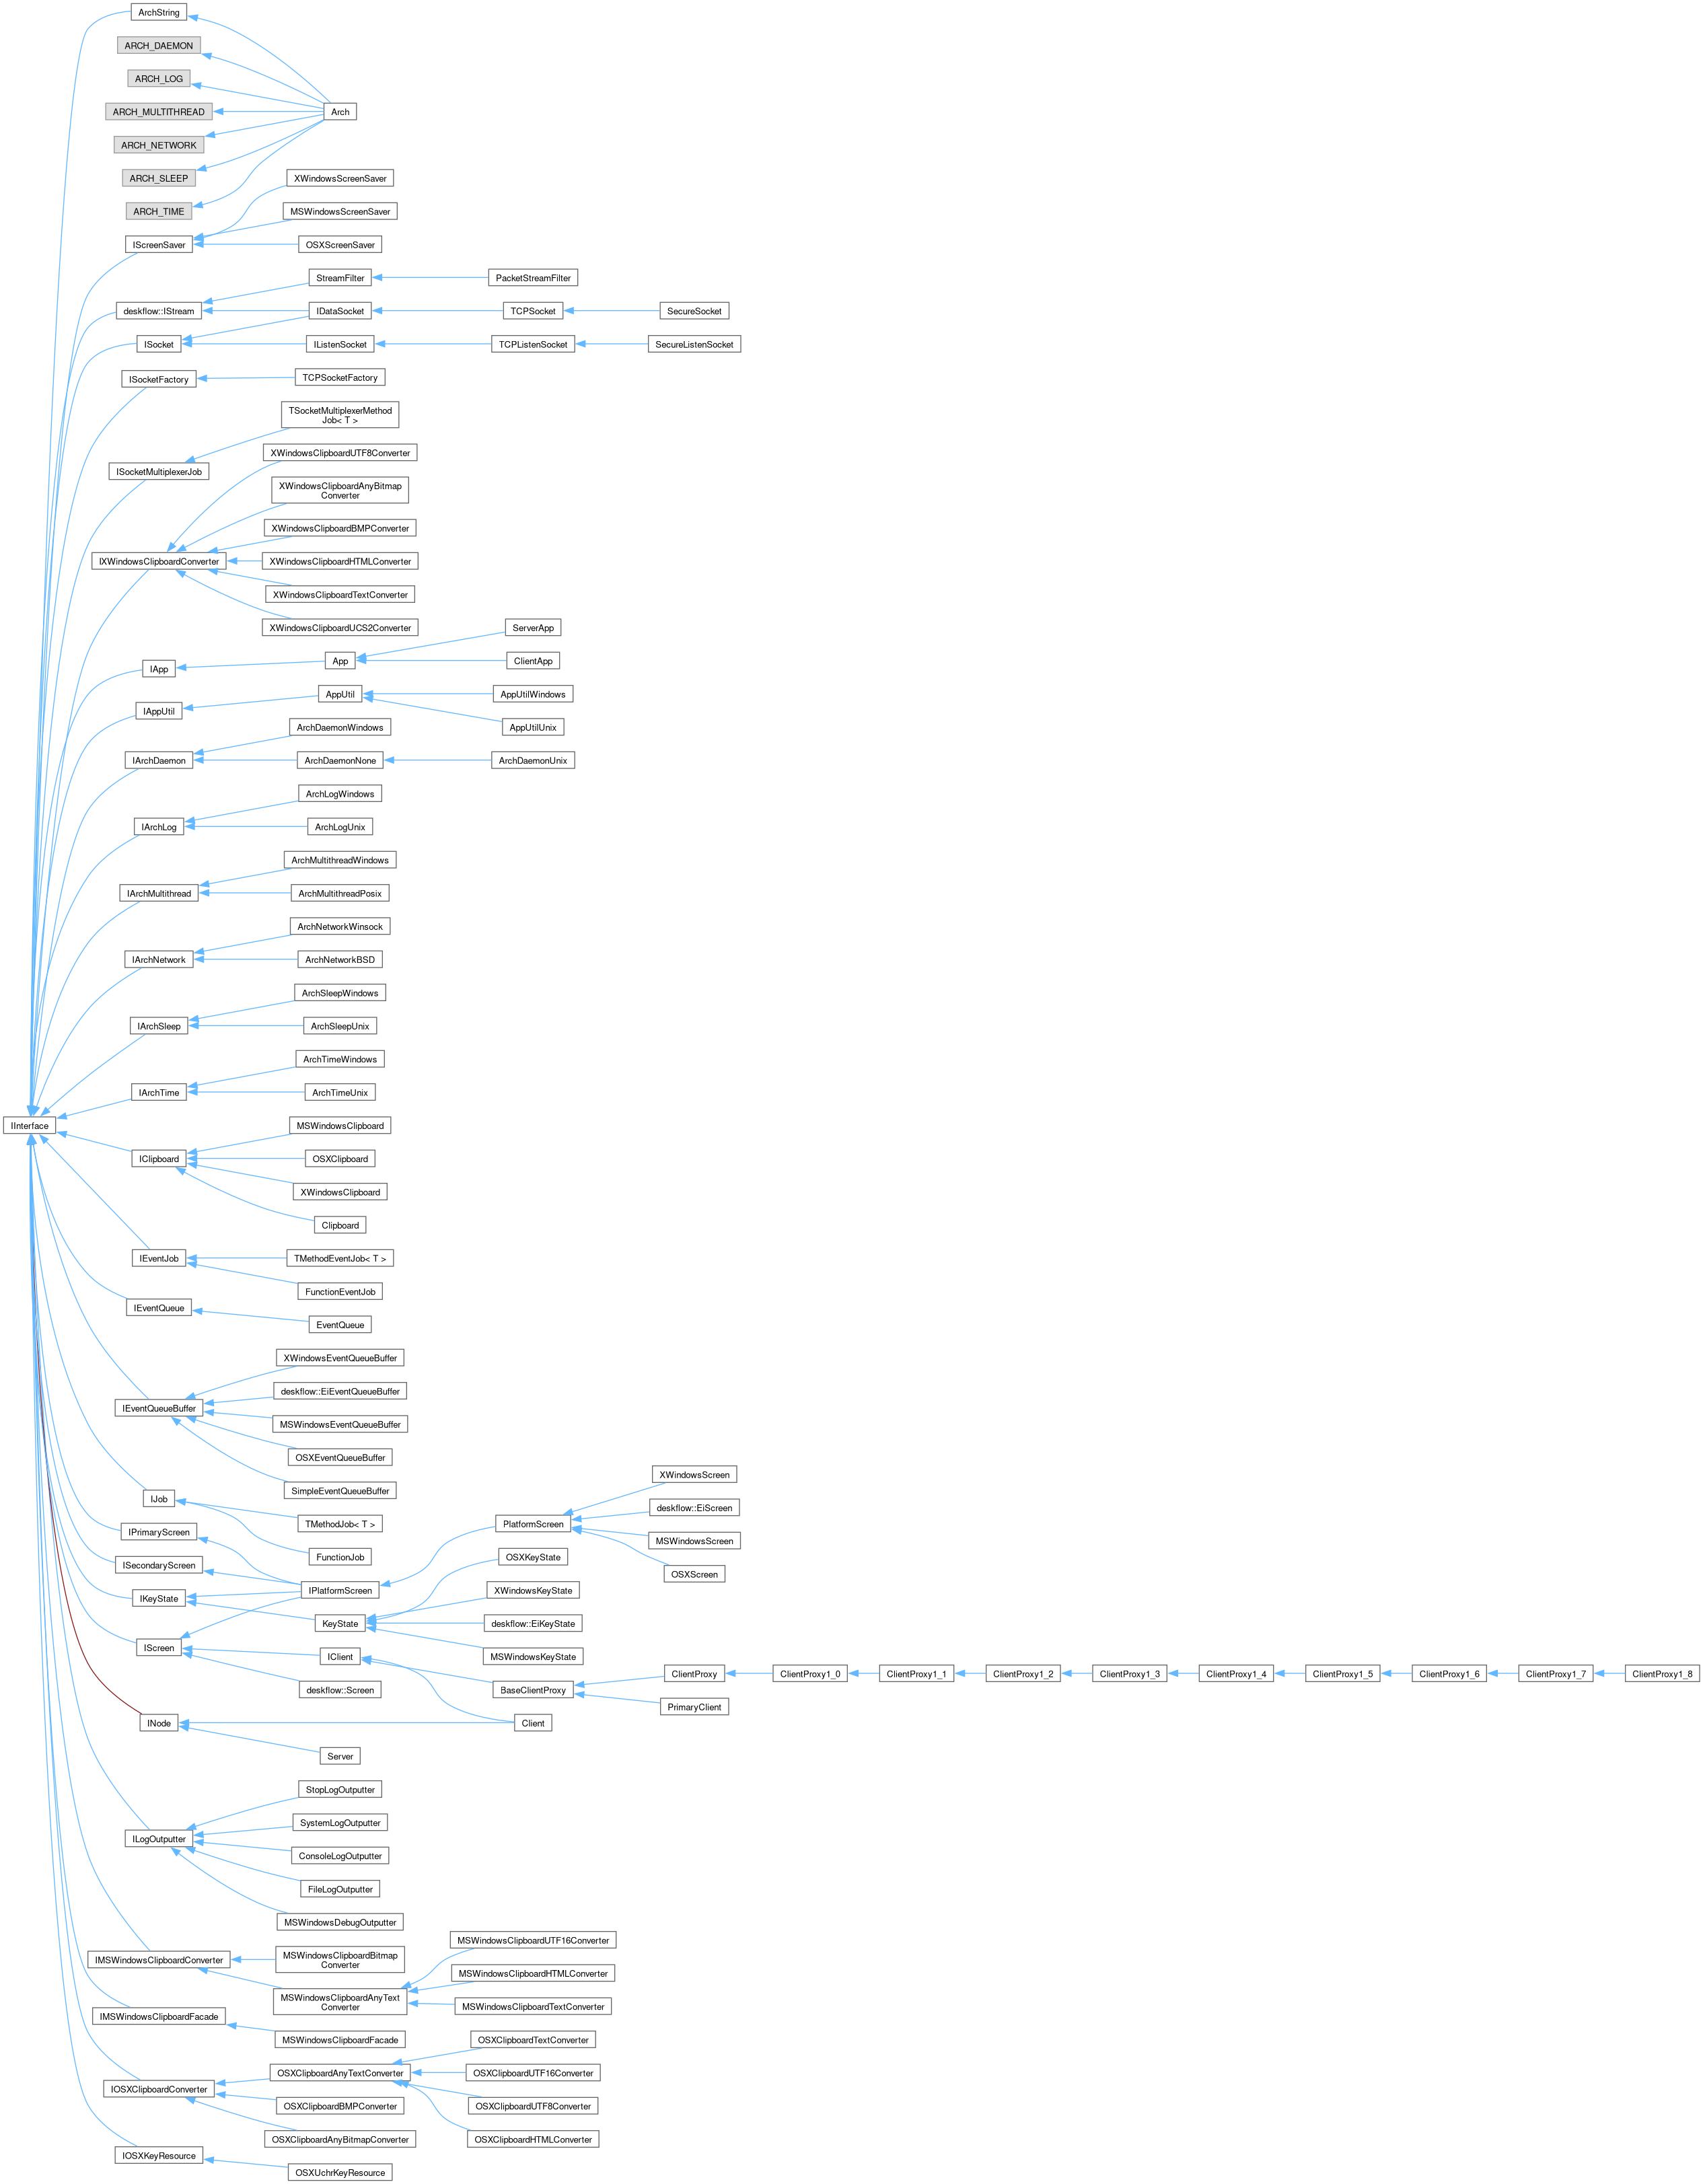 ArchString
ARCH_DAEMON
ARCH_LOG
ARCH_MULTITHREAD
Arch
ARCH_NETWORK
ARCH_SLEEP
XWindowsScreenSaver
ARCH_TIME
MSWindowsScreenSaver
IScreenSaver
OSXScreenSaver
StreamFilter
PacketStreamFilter
deskflow::IStream
IDataSocket
TCPSocket
SecureSocket
ISocket
IListenSocket
TCPListenSocket
SecureListenSocket
ISocketFactory
TCPSocketFactory
TSocketMultiplexerMethod
Job< T >
ISocketMultiplexerJob
XWindowsClipboardUTF8Converter
XWindowsClipboardAnyBitmap
Converter
XWindowsClipboardBMPConverter
IXWindowsClipboardConverter
XWindowsClipboardHTMLConverter
XWindowsClipboardTextConverter
XWindowsClipboardUCS2Converter
ServerApp
IApp
App
ClientApp
AppUtil
AppUtilWindows
IAppUtil
AppUtilUnix
ArchDaemonWindows
IArchDaemon
ArchDaemonNone
ArchDaemonUnix
ArchLogWindows
IArchLog
ArchLogUnix
ArchMultithreadWindows
IArchMultithread
ArchMultithreadPosix
ArchNetworkWinsock
IArchNetwork
ArchNetworkBSD
ArchSleepWindows
IArchSleep
ArchSleepUnix
ArchTimeWindows
IArchTime
ArchTimeUnix
IInterface
MSWindowsClipboard
IClipboard
OSXClipboard
XWindowsClipboard
Clipboard
IEventJob
TMethodEventJob< T >
FunctionEventJob
IEventQueue
EventQueue
XWindowsEventQueueBuffer
deskflow::EiEventQueueBuffer
IEventQueueBuffer
MSWindowsEventQueueBuffer
OSXEventQueueBuffer
SimpleEventQueueBuffer
XWindowsScreen
IJob
deskflow::EiScreen
TMethodJob< T >
PlatformScreen
IPrimaryScreen
MSWindowsScreen
FunctionJob
OSXKeyState
ISecondaryScreen
OSXScreen
IPlatformScreen
XWindowsKeyState
IKeyState
KeyState
deskflow::EiKeyState
IScreen
IClient
MSWindowsKeyState
ClientProxy
ClientProxy1_0
ClientProxy1_1
ClientProxy1_2
ClientProxy1_3
ClientProxy1_4
ClientProxy1_5
ClientProxy1_6
ClientProxy1_7
ClientProxy1_8
deskflow::Screen
BaseClientProxy
PrimaryClient
INode
Client
Server
StopLogOutputter
SystemLogOutputter
ILogOutputter
ConsoleLogOutputter
FileLogOutputter
MSWindowsDebugOutputter
MSWindowsClipboardUTF16Converter
IMSWindowsClipboardConverter
MSWindowsClipboardBitmap
Converter
MSWindowsClipboardHTMLConverter
MSWindowsClipboardAnyText
Converter
MSWindowsClipboardTextConverter
IMSWindowsClipboardFacade
MSWindowsClipboardFacade
OSXClipboardTextConverter
OSXClipboardAnyTextConverter
OSXClipboardUTF16Converter
IOSXClipboardConverter
OSXClipboardBMPConverter
OSXClipboardUTF8Converter
OSXClipboardAnyBitmapConverter
OSXClipboardHTMLConverter
IOSXKeyResource
OSXUchrKeyResource